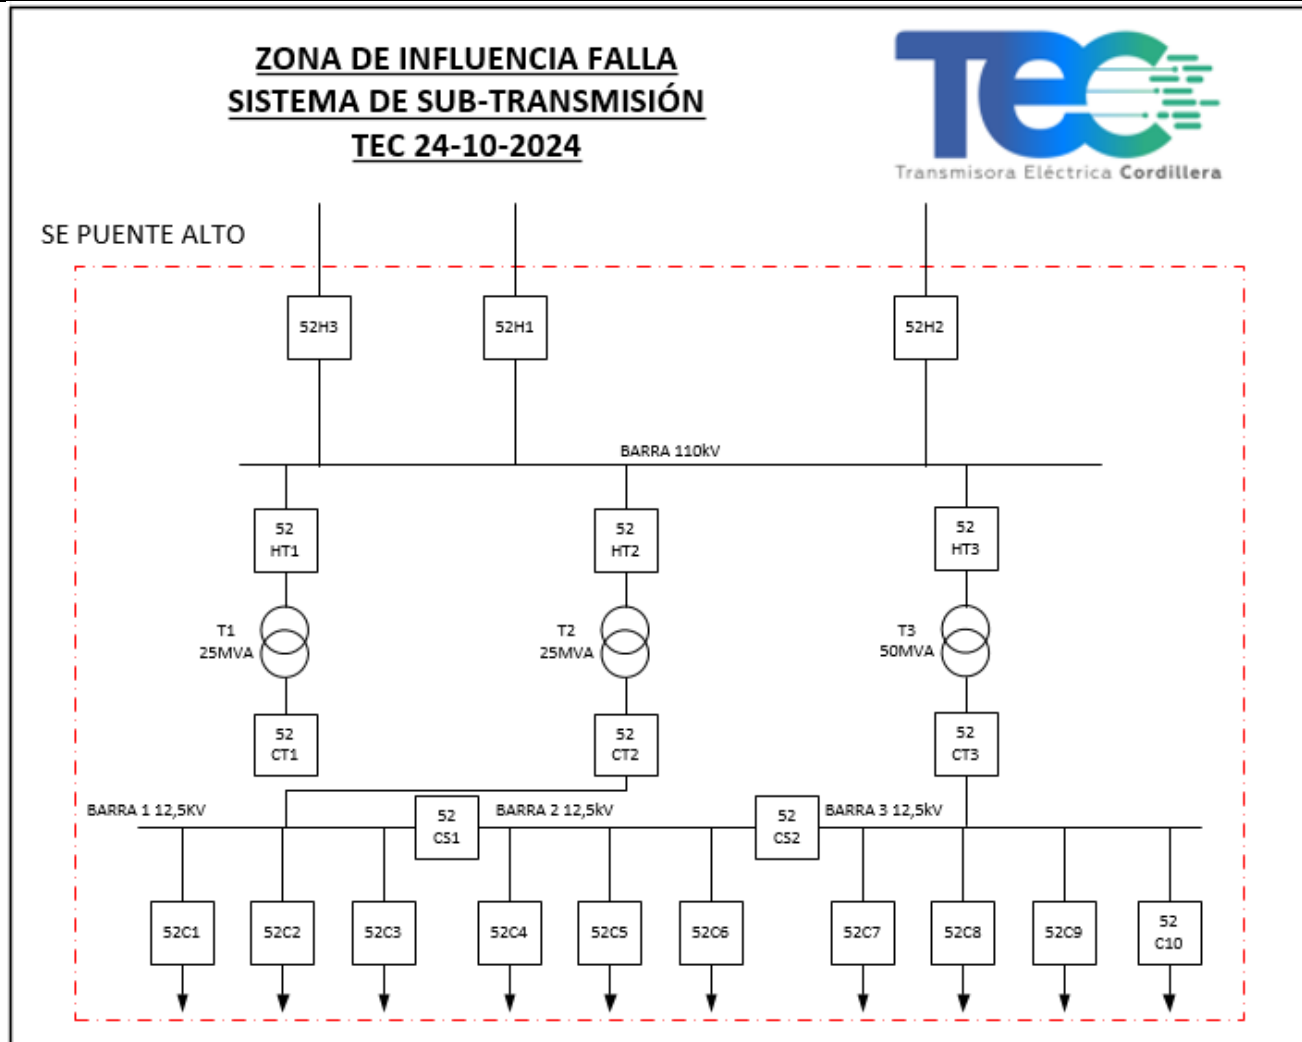 ZONA DE INFLUENCIA FALLA
SISTEMA DE SUB-TRANSMISIÓN
TEC 24-10-2024
TEC
Transmisora Eléctrica Cordillera
SE PUENTE ALTO
52H3
52H1
52H2
BARRA 110kV
52
HT1
52
HT2
52
HT3
T1
25MVA
T2
25MVA
T3
50MVA
52
CT1
52
CT2
52
CT3
BARRA 1 12,5KV
52
CS1
BARRA 2 12,5kV
52
CS2
BARRA 3 12,5kV
52C1
52C2
52C3
52C4
52C5
52C6
52C7
52C8
52C9
52
C10